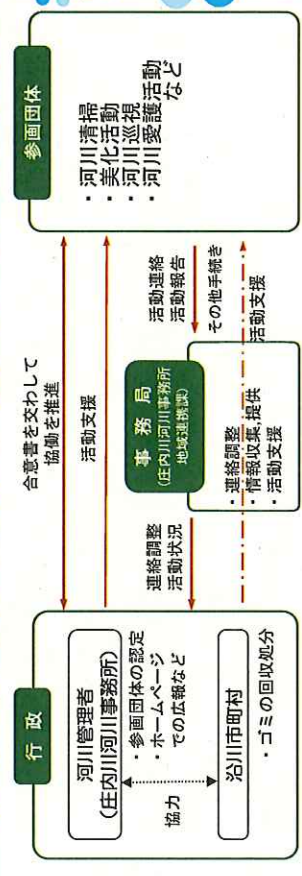 行政
河川管理者
(庄内川河川事務所)
・参画団体の認定
・ホームページ
での広報など
協力
沿川市町村
・ゴミの回収処分
合意書を交わして
協働を推進
活動支援
連絡調整
活動状況
事務局
(庄内川河川事務所
地域連携課)
・連絡調整
・情報収集,提供
・活動支援
活動連絡
活動報告
その他手続き
活動支援
参画団体
・河川清掃
・美化活動
・河川巡視
・河川愛護活動
など